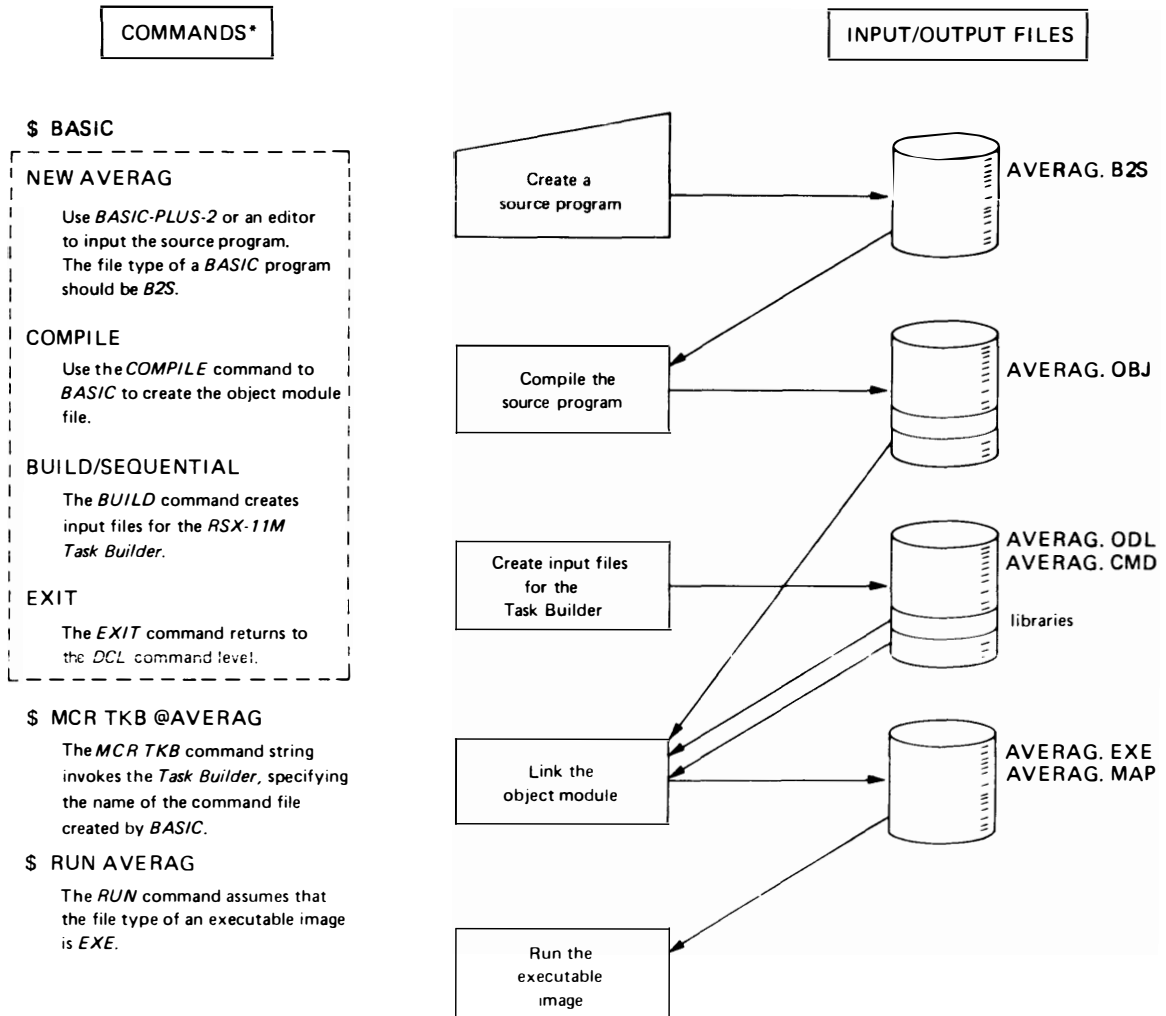 COMMANDS*
INPUT/OUTPUT FILES
$ BASIC
NEW AVERAG
Use BASIC-PLUS-2 or an editor
to input the source program.
The file type of a BASIC program
should be B2S.
COMPILE
Use the COMPILE command to
BASIC to create the object module
file.
BUILD/SEQUENTIAL
The BUILD command creates
input files for the RSX-11M
Task Builder.
EXIT
The EXIT command returns to
the DCL command level.
$ MCR TKB @AVERAG
The MCR TKB command string
invokes the Task Builder, specifying
the name of the command file
created by BASIC.
$ RUN AVERAG
The RUN command assumes that
the file type of an executable image
is EXE.
Create a
source program
AVERAG. B2S
Compile the
source program
AVERAG. OBJ
Create input files
for the
Task Builder
AVERAG. ODL
AVERAG. CMD
libraries
Link the
object module
AVERAG. EXE
AVERAG. MAP
Run the
executable
image